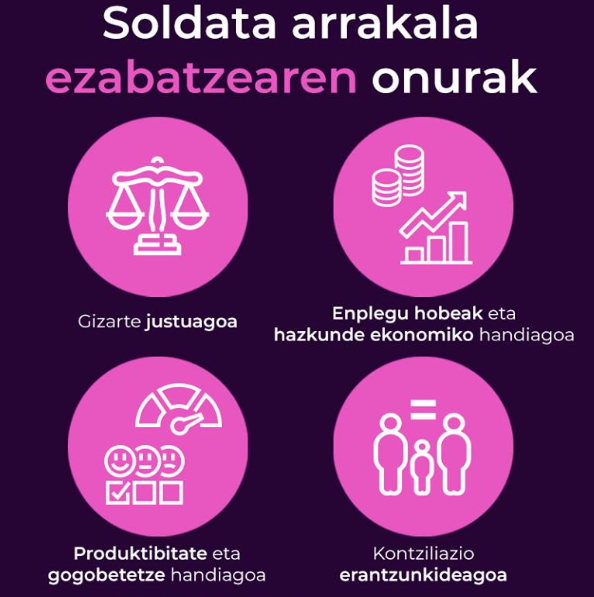 Soldata arrakala
ezabatzearen onurak
Gizarte justuagoa
Enplegu hobeak eta
hazkunde ekonomiko handiagoa
Produktibitate eta
gogobetetze handiagoa
Kontziliazio
erantzunkideagoa